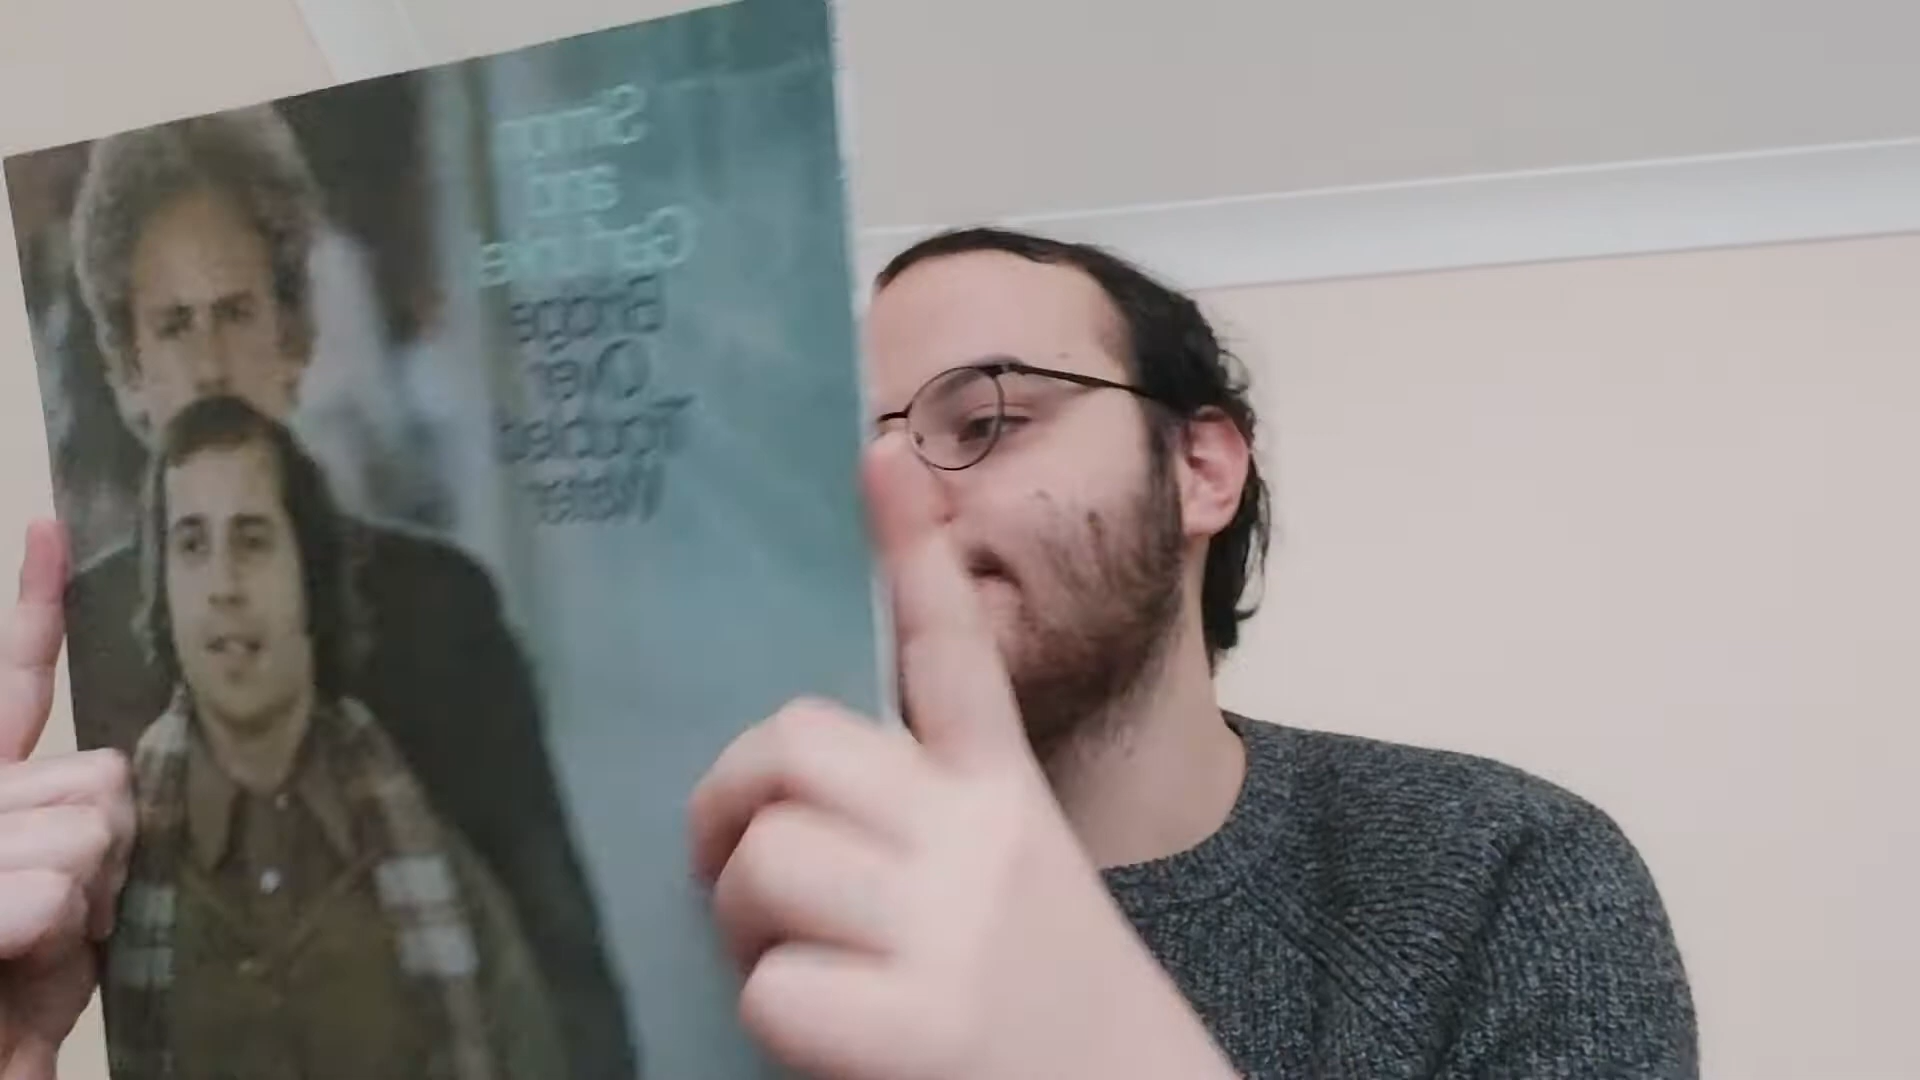 Simon
and
Garfunkel
Bridge
Over
Troubled
Water